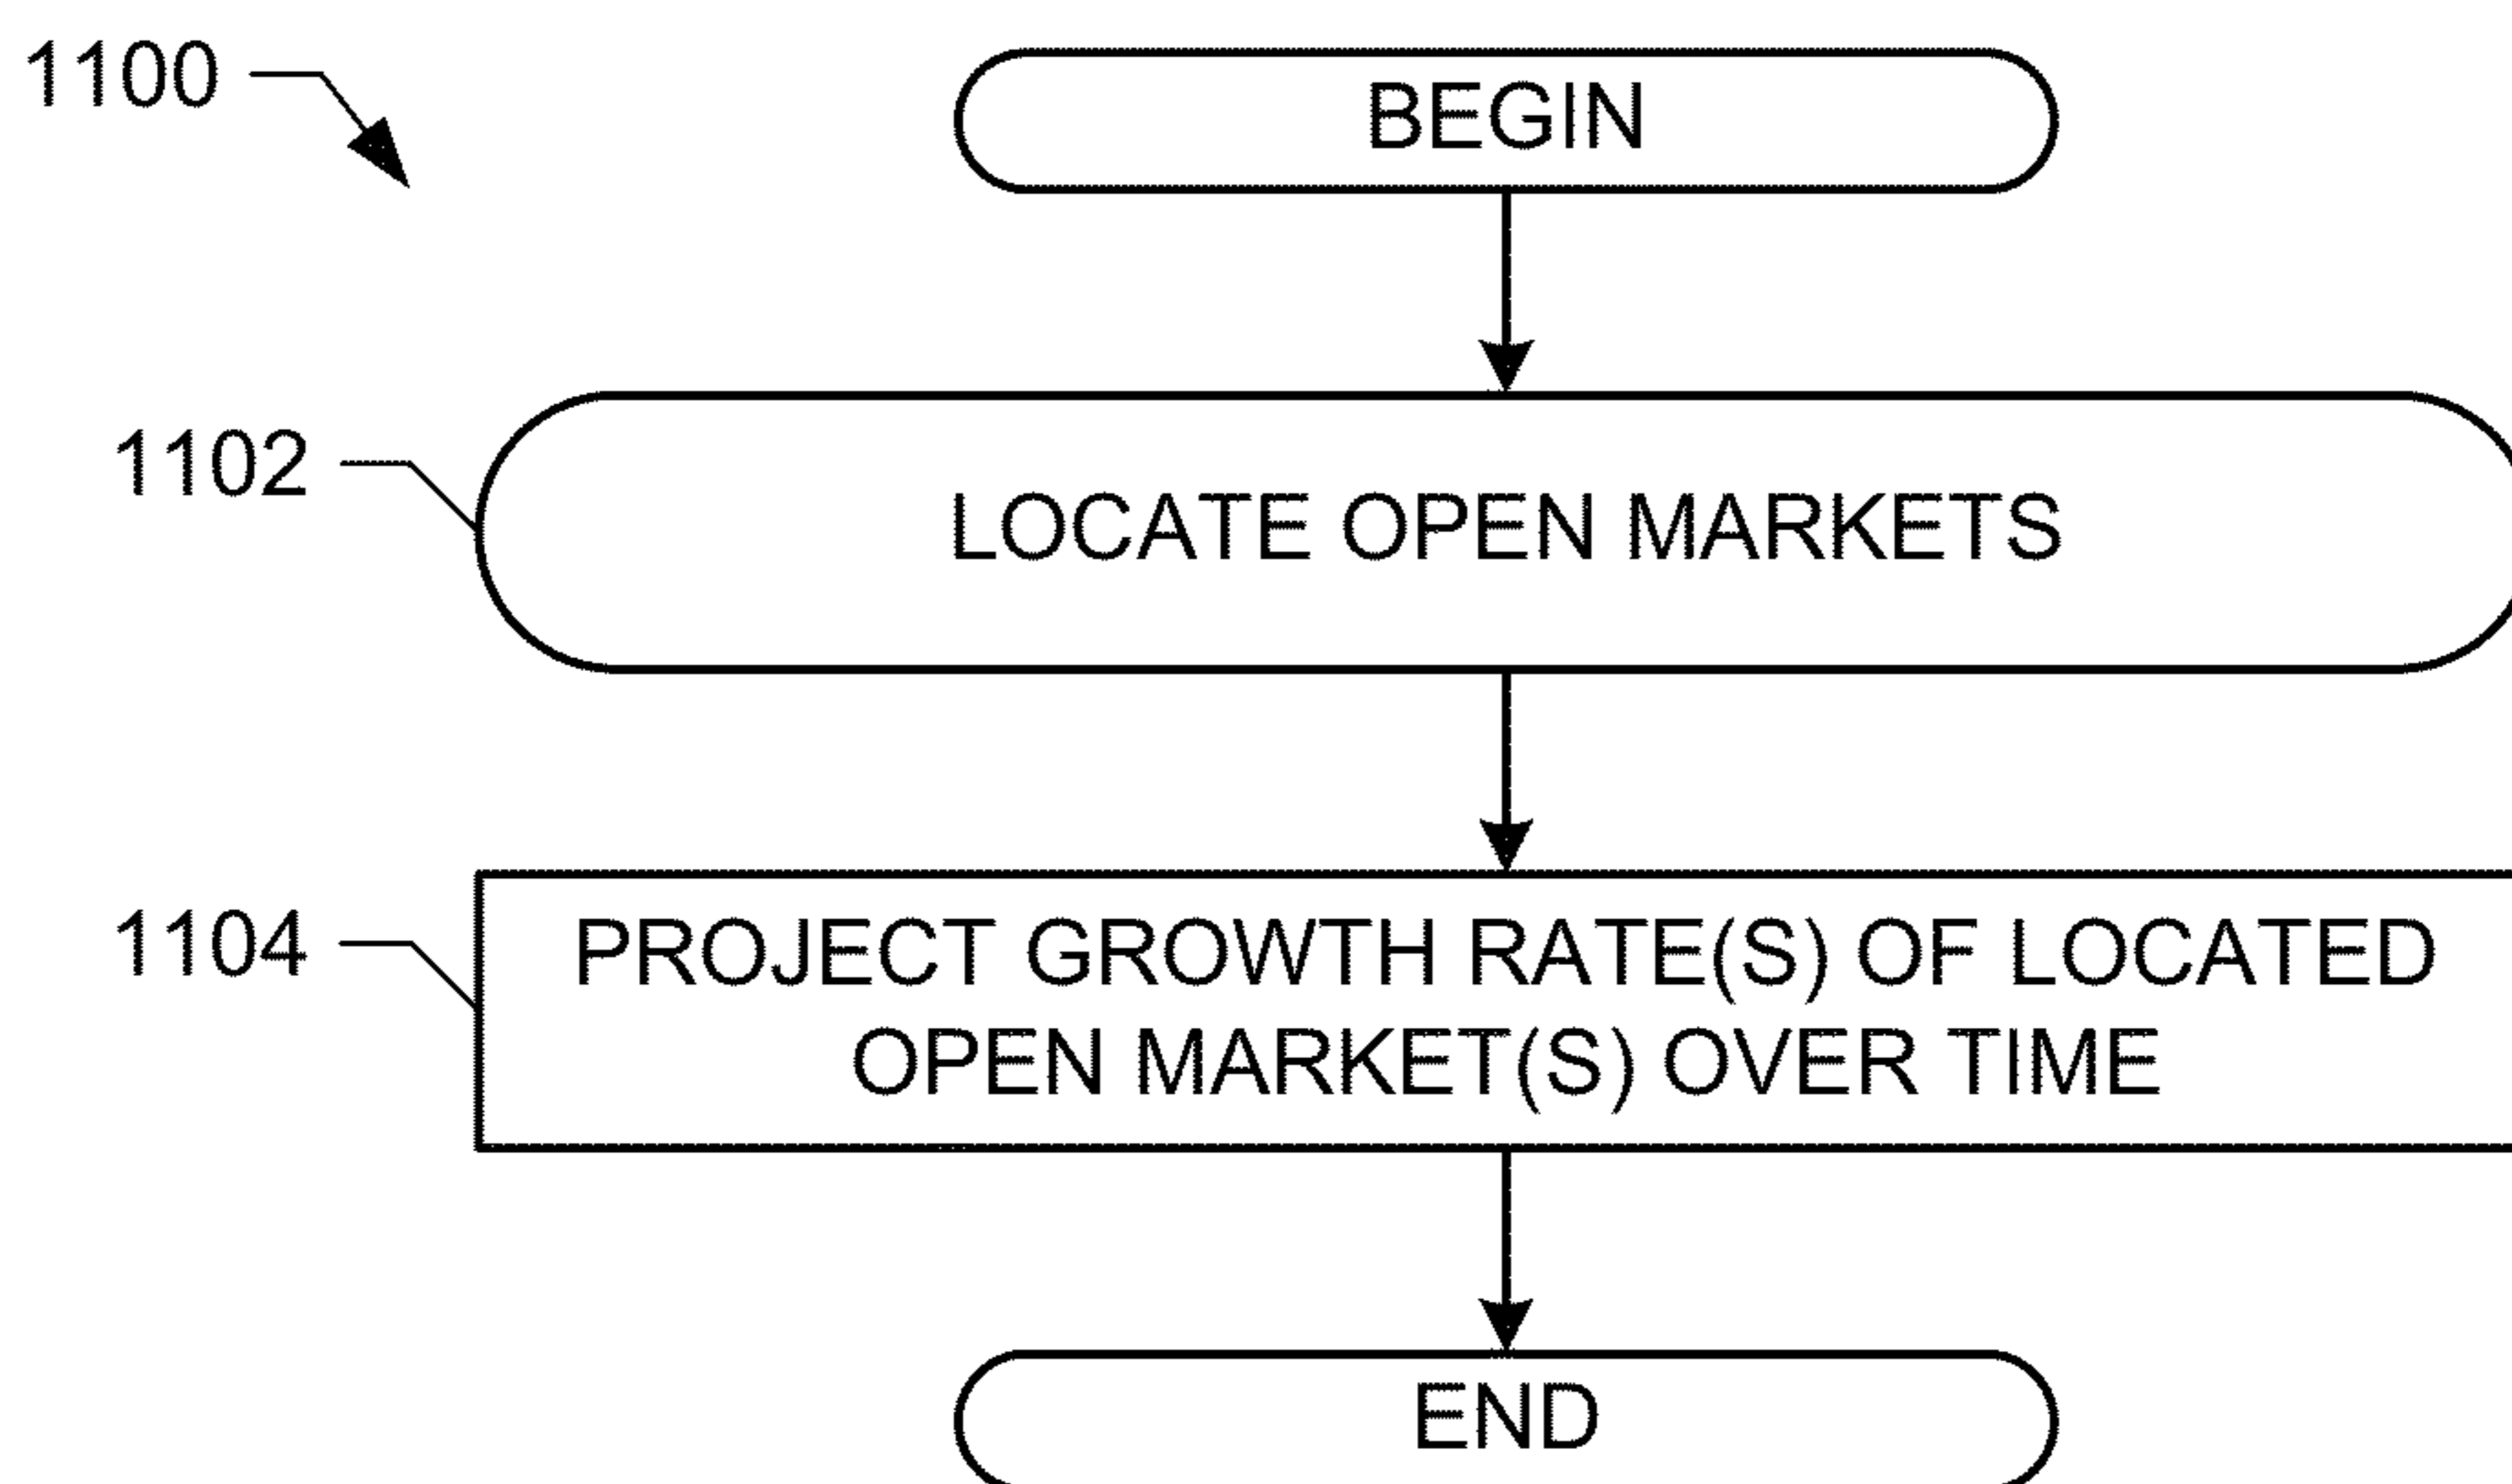 1100
BEGIN
1102
LOCATE OPEN MARKETS
1104
PROJECT GROWTH RATE(S) OF LOCATED
OPEN MARKET(S) OVER TIME
END